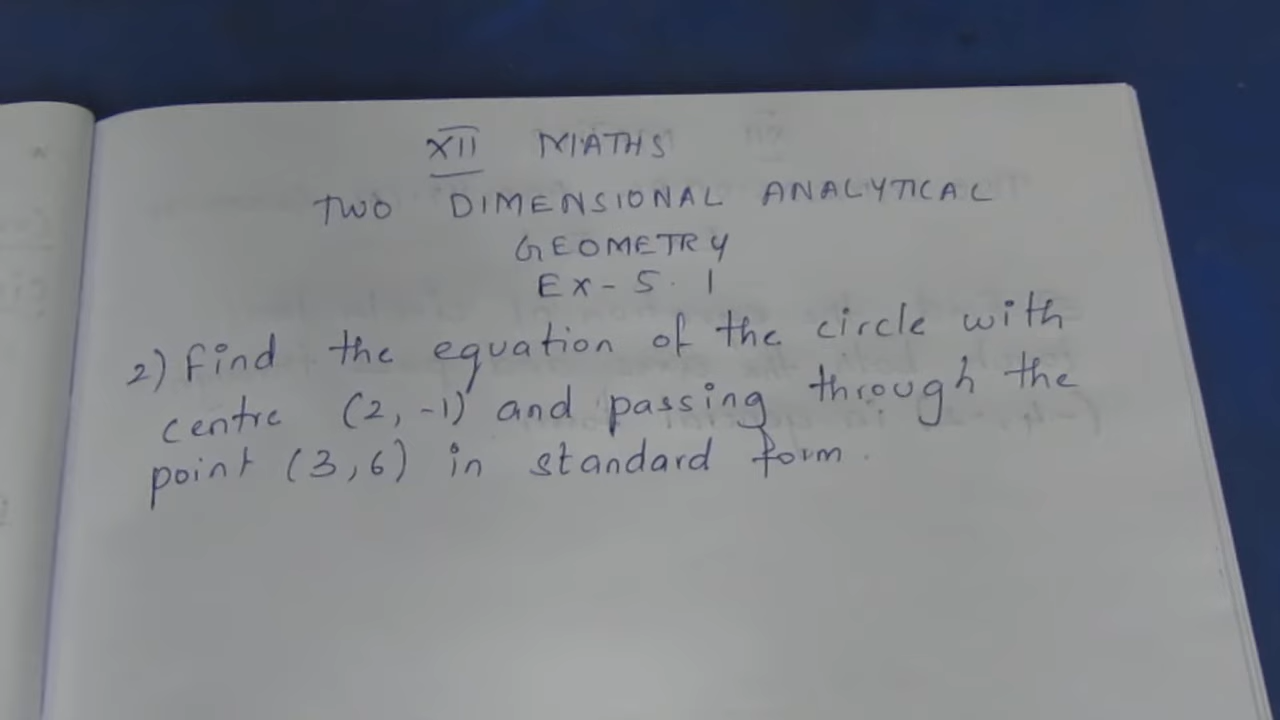 XII MATHS
TWO DIMENSIONAL ANALYTICAL
GEOMETRY
EX - 5.1
2) Find the equation of the circle with
centre (2, -1) and passing through the
point (3,6) in standard form.